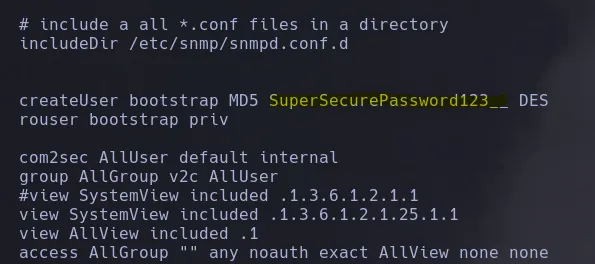 # include a all *.conf files in a directory
includeDir /etc/snmp/snmpd.conf.d
createUser bootstrap MD5 SuperSecurePassword123__ DES
rouser bootstrap priv
com2sec AllUser default internal
group AllGroup v2c AllUser
#view SystemView included .1.3.6.1.2.1.1
view SystemView included .1.3.6.1.2.1.25.1.1
view AllView included .1
access AllGroup "" any noauth exact AllView none none